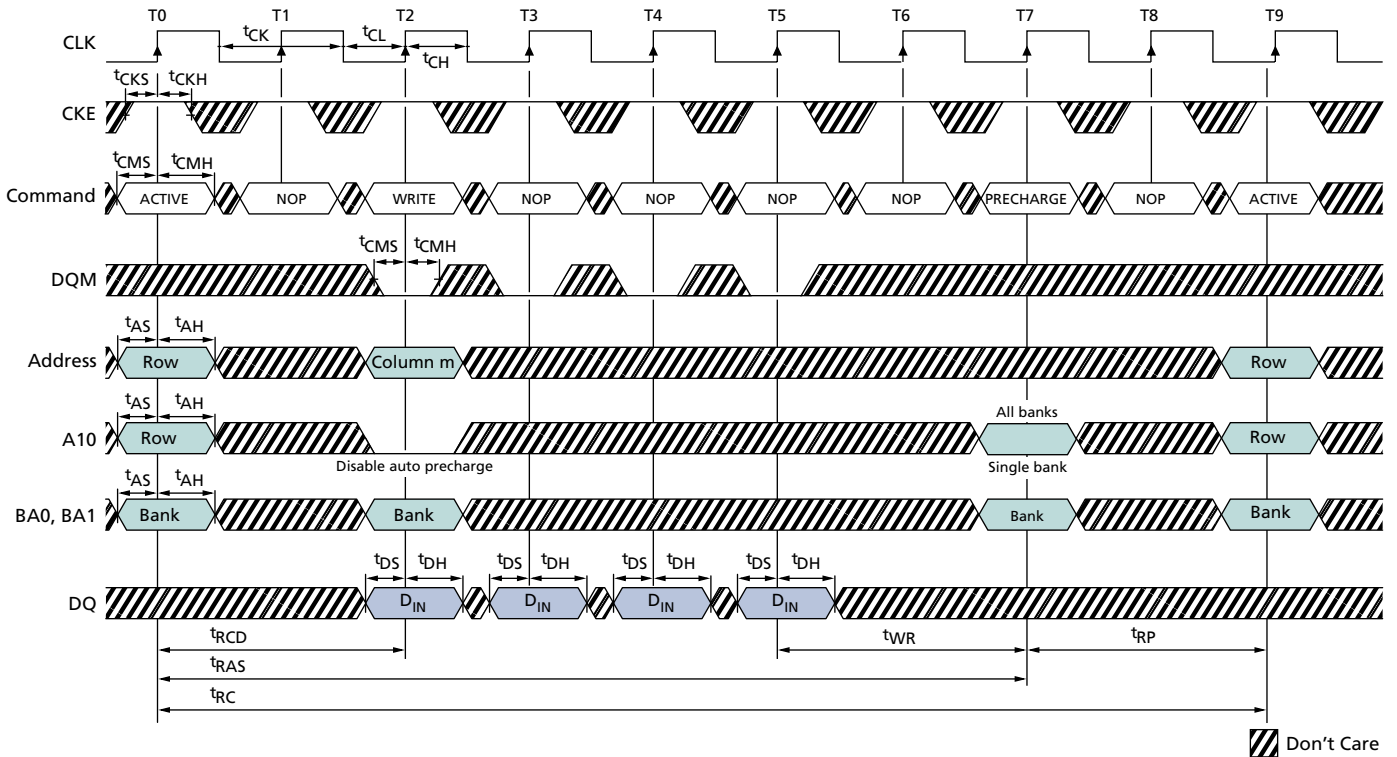 T0 T1 T2 T3 T4 T5 T6 T7 T8 T9
CLK
tCK tCL
tCH
tCKS tCKH
CKE
tCMS tCMH
Command ACTIVE NOP WRITE NOP NOP NOP NOP PRECHARGE NOP ACTIVE
tCMS tCMH
DQM
tAS tAH
Address Row Column m Row
tAS tAH
All banks
A10 Row Row
Disable auto precharge Single bank
tAS tAH
BA0, BA1 Bank Bank Bank Bank
tDS tDH tDS tDH tDS tDH tDS tDH
DQ DIN DIN DIN DIN
tRCD tWR tRP
tRAS
tRC
Don't Care